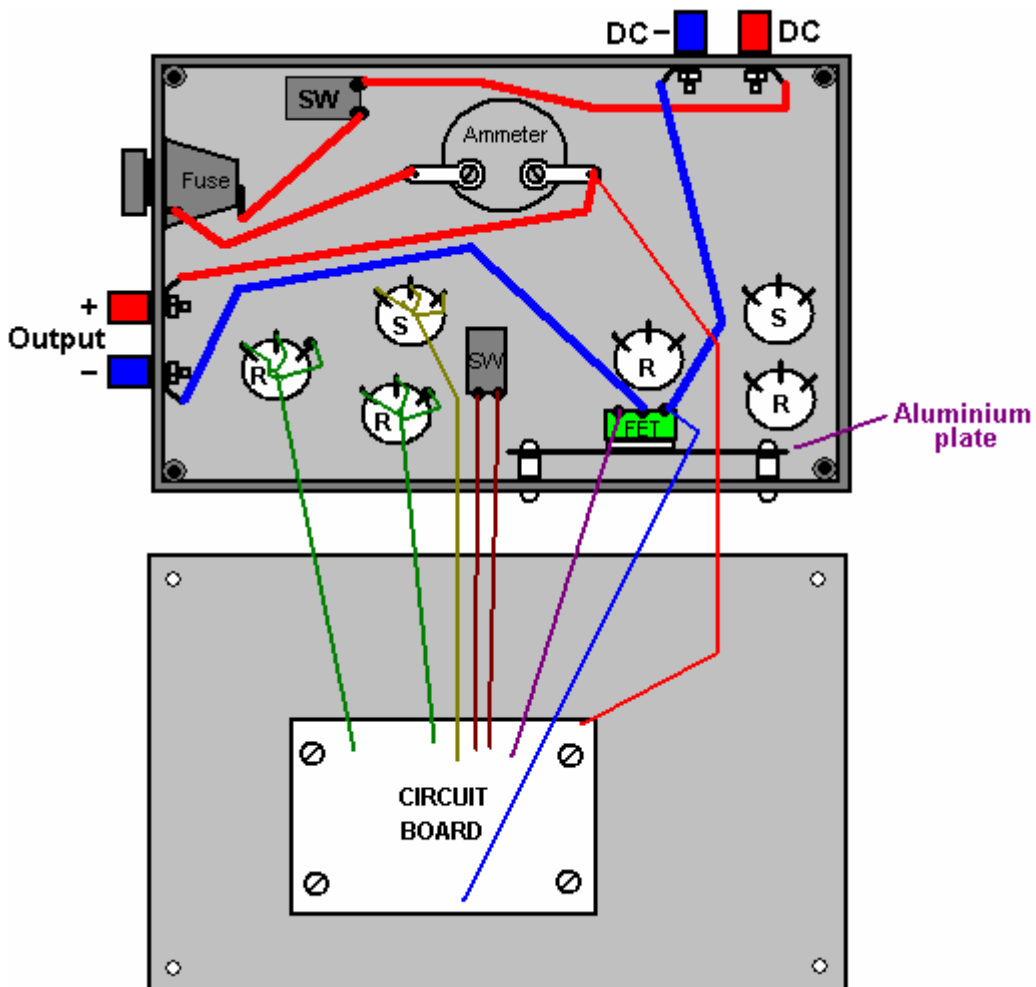 DC - DC
SW
Ammeter
Fuse
+
Output
-
S
S
R
SW
R
R
R
FET
Aluminium
plate
CIRCUIT
BOARD